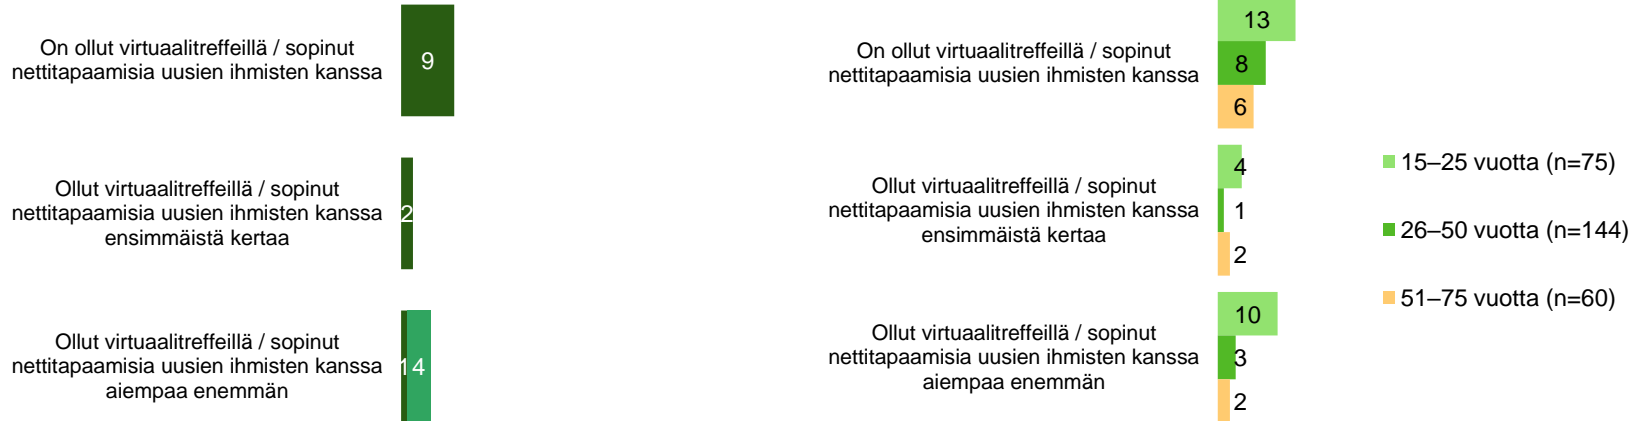 On ollut virtuaalitreffeillä / sopinut
nettitapaamisia uusien ihmisten kanssa
9
Ollut virtuaalitreffeillä / sopinut
nettitapaamisia uusien ihmisten kanssa
ensimmäistä kertaa
2
Ollut virtuaalitreffeillä / sopinut
nettitapaamisia uusien ihmisten kanssa
aiempaa enemmän
1 4
On ollut virtuaalitreffeillä / sopinut
nettitapaamisia uusien ihmisten kanssa
13
8
6
Ollut virtuaalitreffeillä / sopinut
nettitapaamisia uusien ihmisten kanssa
ensimmäistä kertaa
4
1
2
Ollut virtuaalitreffeillä / sopinut
nettitapaamisia uusien ihmisten kanssa
aiempaa enemmän
10
3
2
15–25 vuotta (n=75)
26–50 vuotta (n=144)
51–75 vuotta (n=60)